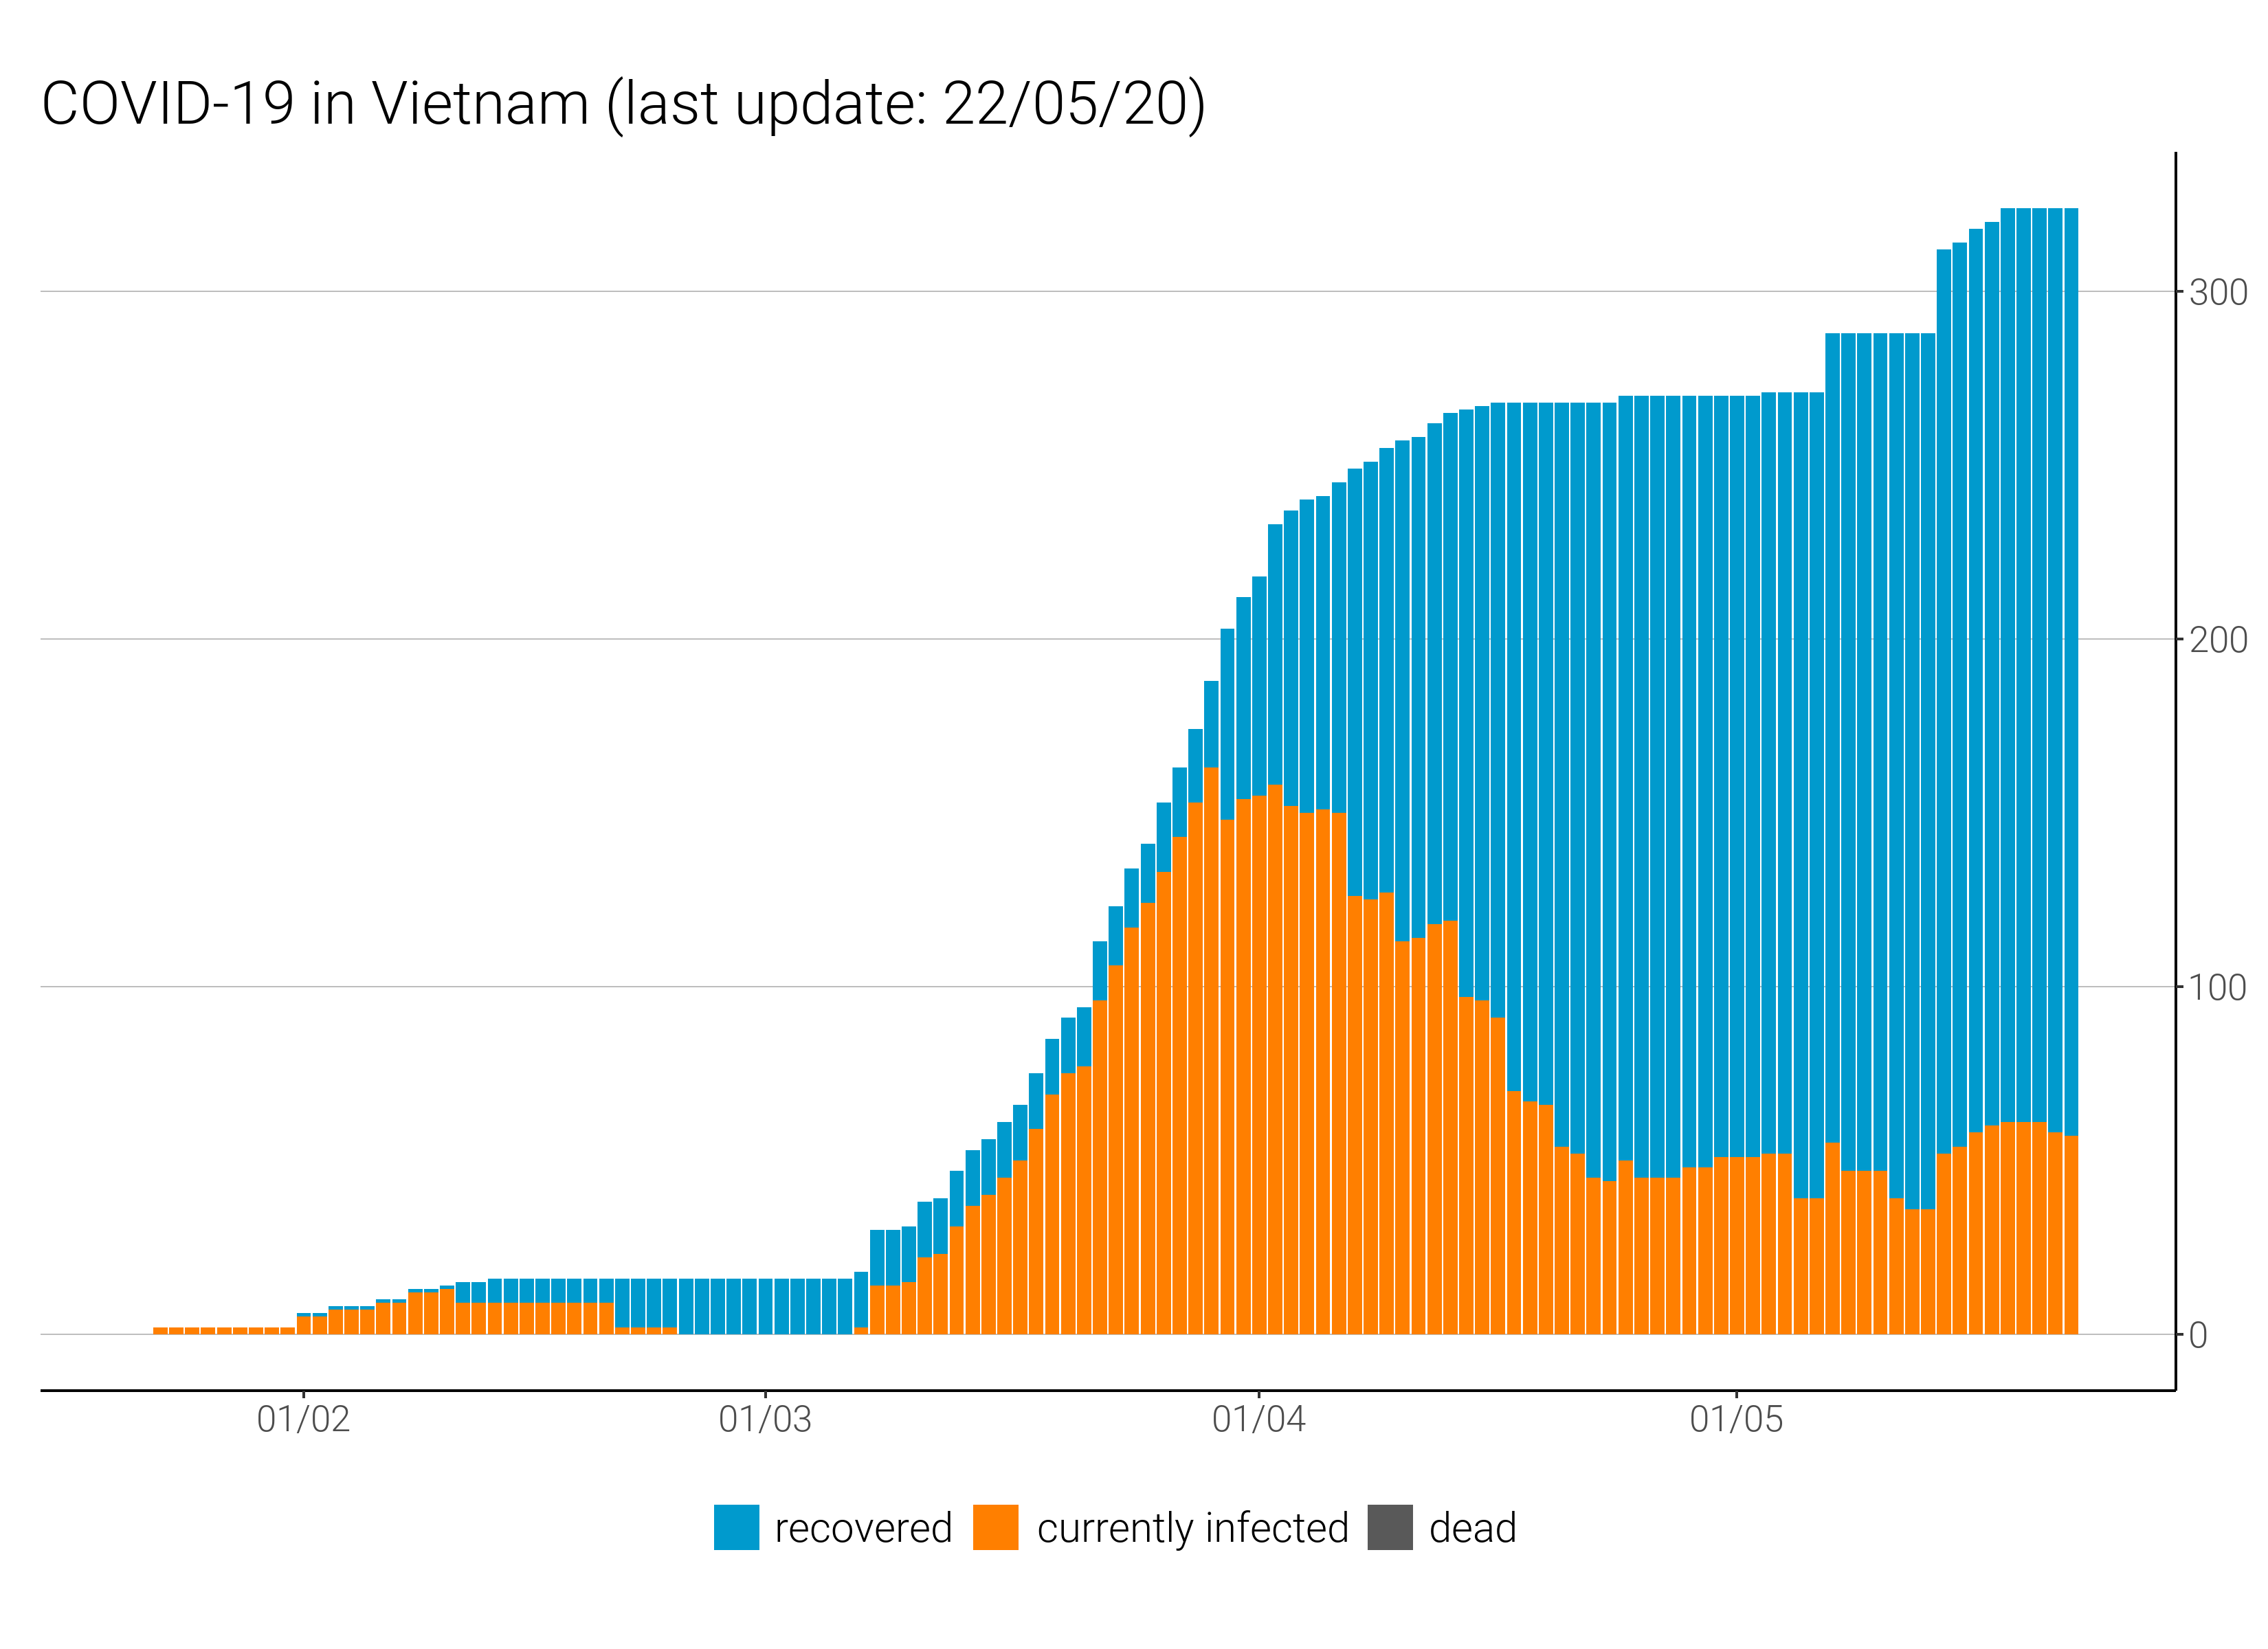 COVID-19 in Vietnam (last update: 22/05/20)
300
200
100
0
01/02 01/03 01/04 01/05
recovered currently infected dead